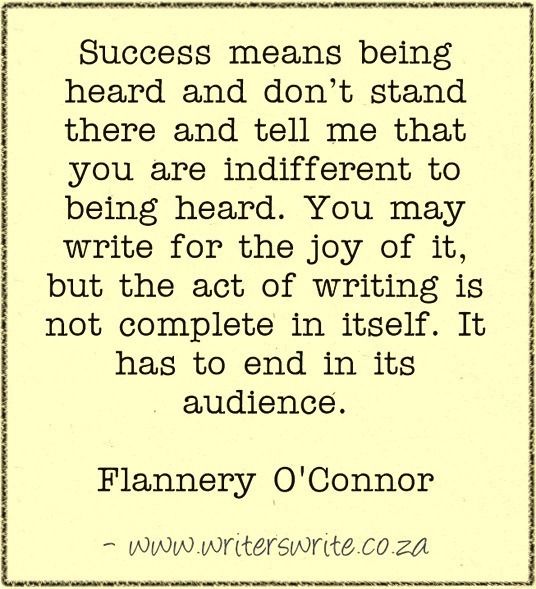 Success means being
heard and don’t stand
there and tell me that
you are indifferent to
being heard. You may
write for the joy of it,
but the act of writing is
not complete in itself. It
has to end in its
audience.
Flannery O'Connor
- www.writerswrite.co.za